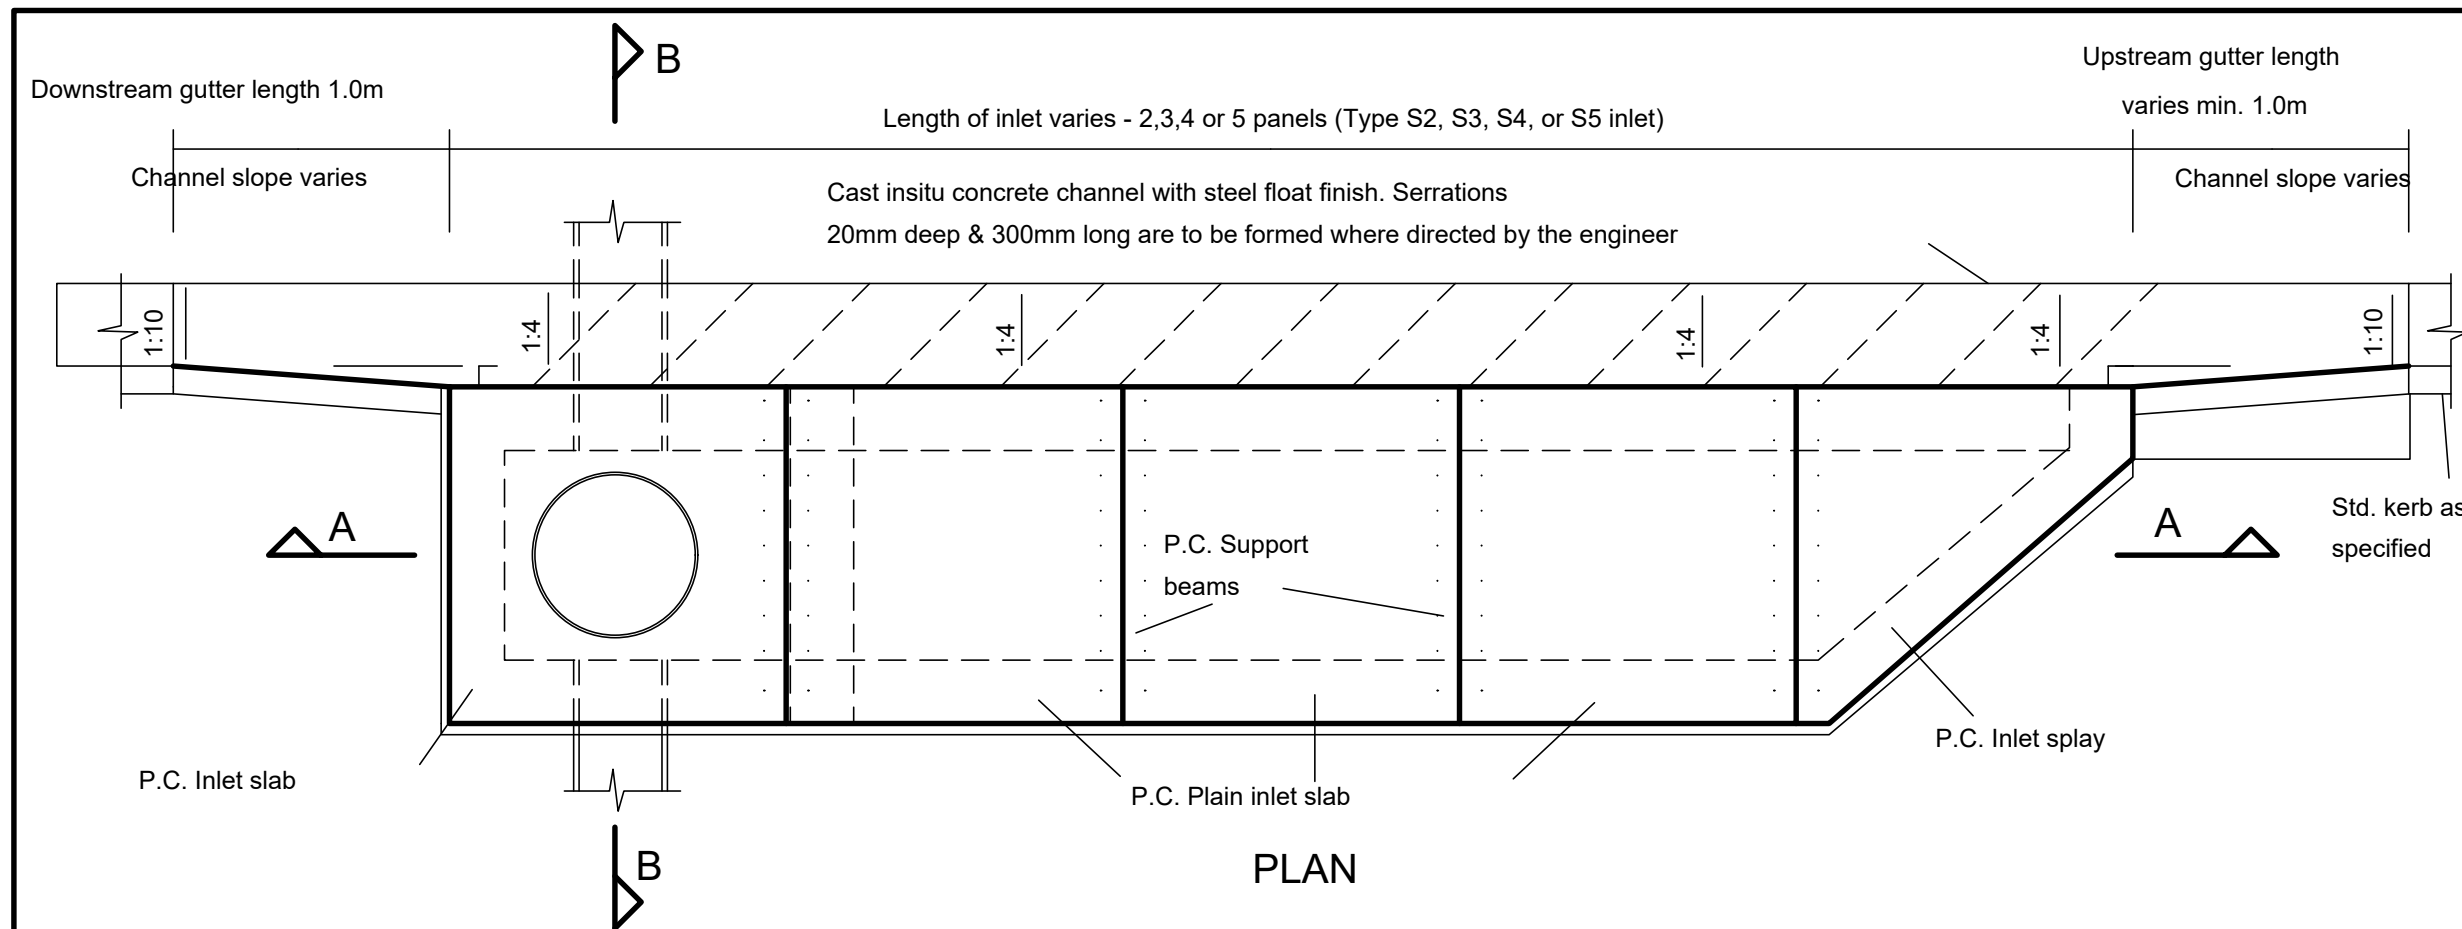 B
Downstream gutter length 1.0m
Upstream gutter length
varies min. 1.0m
Length of inlet varies - 2,3,4 or 5 panels (Type S2, S3, S4, or S5 inlet)
Channel slope varies
Channel slope varies
Cast insitu concrete channel with steel float finish. Serrations
20mm deep & 300mm long are to be formed where directed by the engineer
1:10
1:4
1:4
1:4
1:4
1:10
A
A
P.C. Support
beams
Std. kerb as
specified
P.C. Inlet slab
P.C. Plain inlet slab
P.C. Inlet splay
B
PLAN